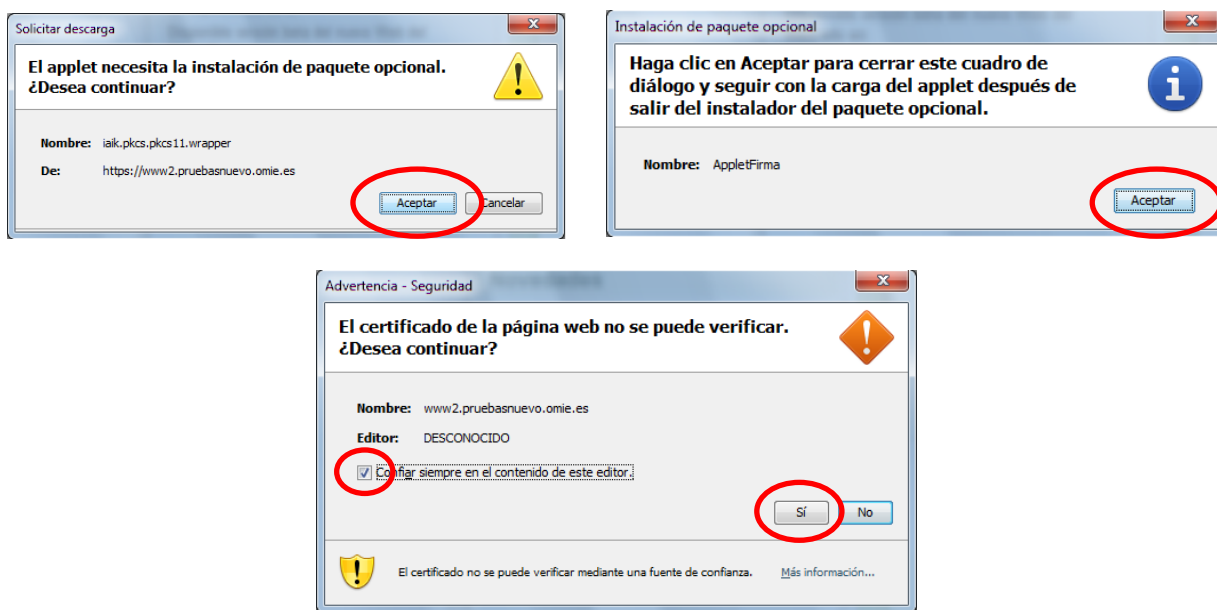 Solicitar descarga
El applet necesita la instalación de paquete opcional.
¿Desea continuar?
Nombre: iaik.pkcs.pkcs11.wrapper
De: https://www2.pruebasnuevo.omie.es
Aceptar Cancelar
Instalación de paquete opcional
Haga clic en Aceptar para cerrar este cuadro de
diálogo y seguir con la carga del applet después de
salir del instalador del paquete opcional.
Nombre: AppletFirma
Aceptar
Advertencia - Seguridad
El certificado de la página web no se puede verificar.
¿Desea continuar?
Nombre: www2.pruebasnuevo.omie.es
Editor: DESCONOCIDO
Confiar siempre en el contenido de este editor.
Sí No
El certificado no se puede verificar mediante una fuente de confianza. Más información...